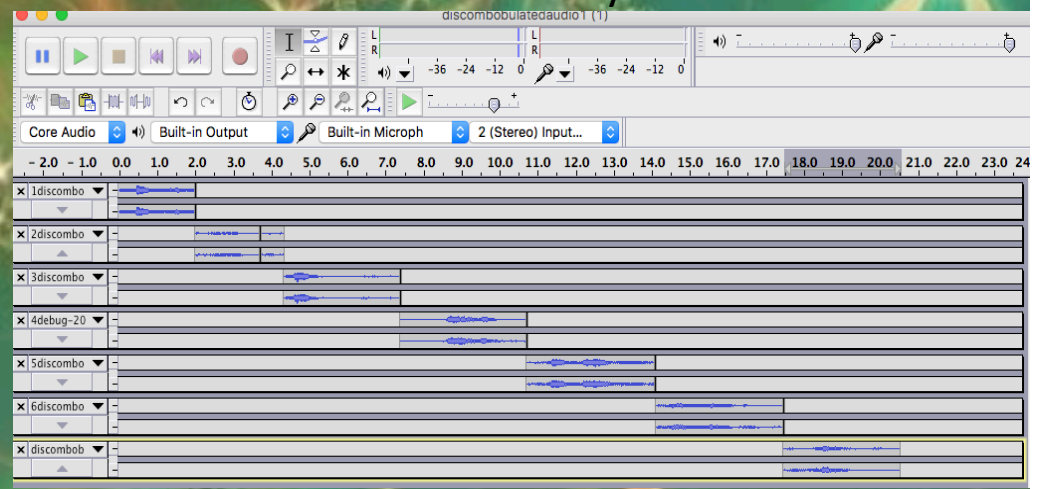 discombobulatedaudio1 (1)
L
R
-36 -24 -12 0
L
R
-36 -24 -12 0
Core Audio
Built-in Output
Built-in Microph
2 (Stereo) Input...
- 2.0 - 1.0 0.0 1.0 2.0 3.0 4.0 5.0 6.0 7.0 8.0 9.0 10.0 11.0 12.0 13.0 14.0 15.0 16.0 17.0 18.0 19.0 20.0 21.0 22.0 23.0 24
1discombo
2discombo
3discombo
4debug-20
5discombo
6discombo
discombob